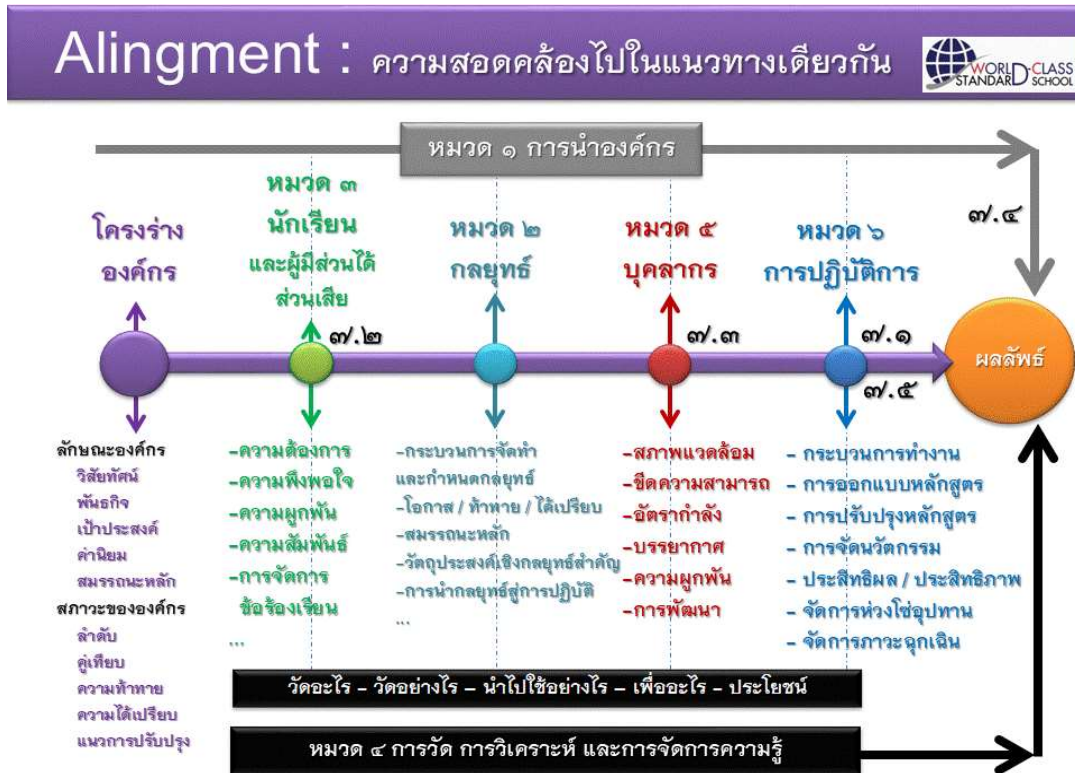 Alingment : ความสอดคล้องไปในแนวทางเดียวกัน
WORLD-CLASS
STANDARD SCHOOL
หมวด ๑ การนำองค์กร
๗.๔
โครงร่าง
องค์กร
หมวด ๓
นักเรียน
และผู้มีส่วนได้
ส่วนเสีย
หมวด ๒
กลยุทธ์
หมวด ๕
บุคลากร
หมวด ๖
การปฏิบัติการ
๗.๒
๗.๓
๗.๑
๗.๕
ผลลัพธ์
ลักษณะองค์กร
วิสัยทัศน์
พันธกิจ
เป้าประสงค์
ค่านิยม
สมรรถนะหลัก
สภาวะขององค์กร
ลำดับ
คู่เทียบ
ความท้าทาย
ความได้เปรียบ
แนวการปรับปรุง
-ความต้องการ
-ความพึงพอใจ
-ความผูกพัน
-ความสัมพันธ์
-การจัดการ
ข้อร้องเรียน
...
-กระบวนการจัดทำ
และกำหนดกลยุทธ์
-โอกาส / ท้าทาย / ได้เปรียบ
-สมรรถนะหลัก
-วัตถุประสงค์เชิงกลยุทธ์สำคัญ
-การนำกลยุทธ์สู่การปฏิบัติ
...
-สภาพแวดล้อม
-ขีดความสามารถ
-อัตรากำลัง
-บรรยากาศ
-ความผูกพัน
-การพัฒนา
- กระบวนการทำงาน
- การออกแบบหลักสูตร
- การปรับปรุงหลักสูตร
- การจัดนวัตกรรม
- ประสิทธิผล / ประสิทธิภาพ
- จัดการห่วงโซ่อุปทาน
- จัดการภาวะฉุกเฉิน
วัดอะไร – วัดอย่างไร – นำไปใช้อย่างไร – เพื่ออะไร – ประโยชน์
หมวด ๔ การวัด การวิเคราะห์ และการจัดการความรู้